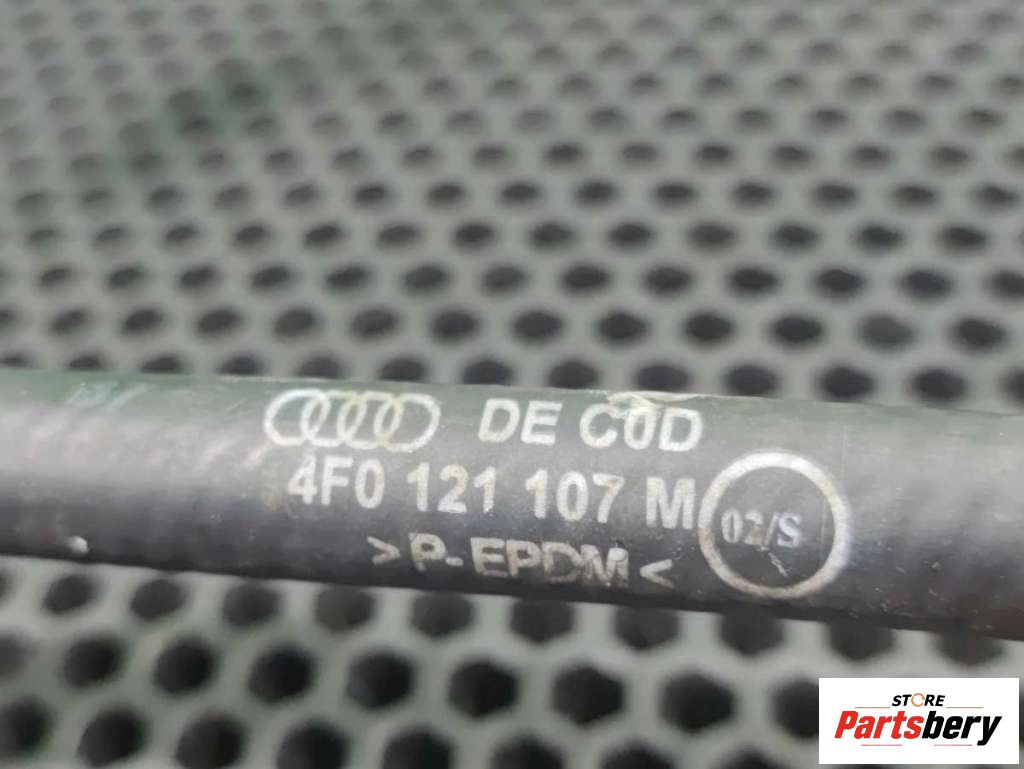 DE C0D
4F0 121 107 M
02/S
>P-EPDM<
STORE
Partsbery